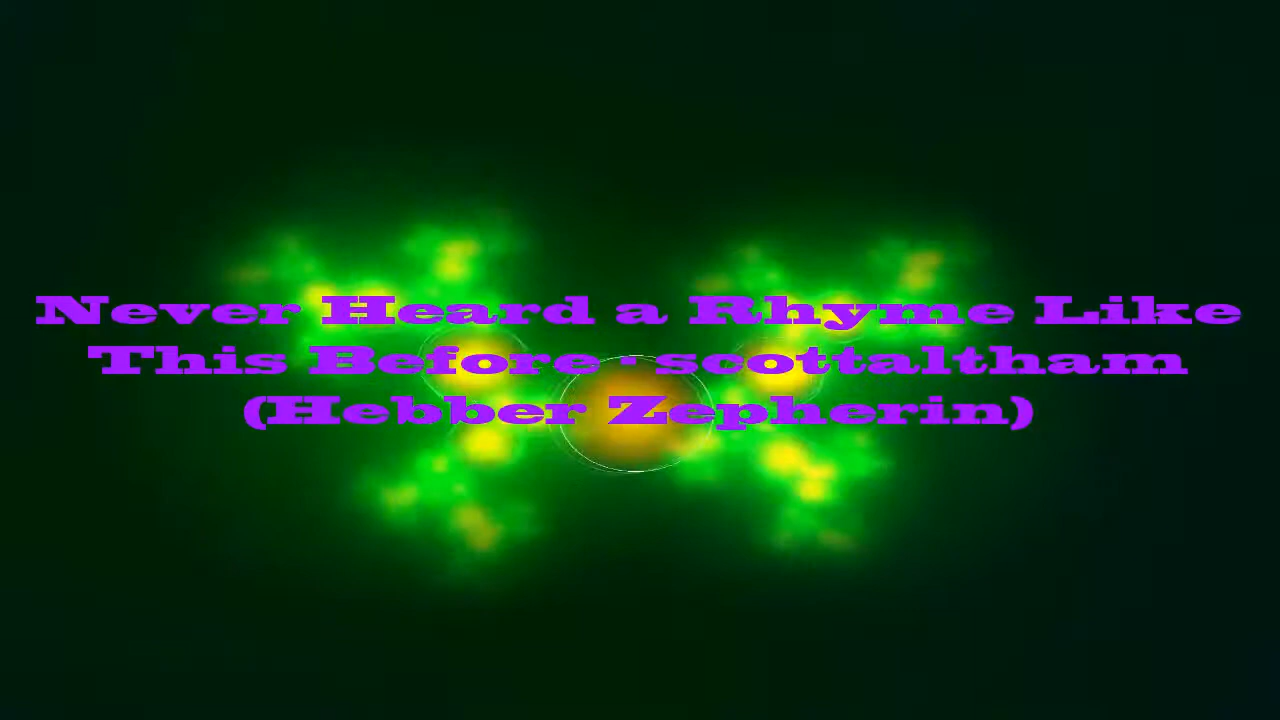 Never Heard a Rhyme Like
This Before - scottaltham
(Hebber Zepherin)